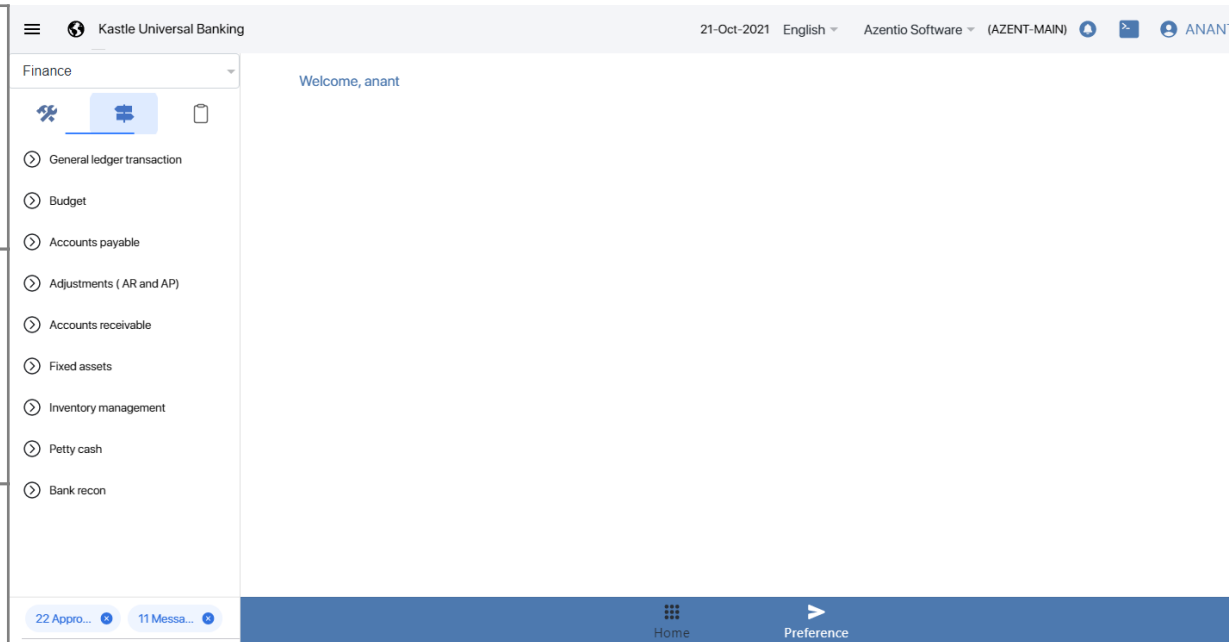 Kastle Universal Banking
21-Oct-2021 English Azentio Software (AZENT-MAIN) ANANT
Finance
Welcome, anant
General ledger transaction
Budget
Accounts payable
Adjustments ( AR and AP)
Accounts receivable
Fixed assets
Inventory management
Petty cash
Bank recon
22 Appro... 11 Messa...
Home
Preference